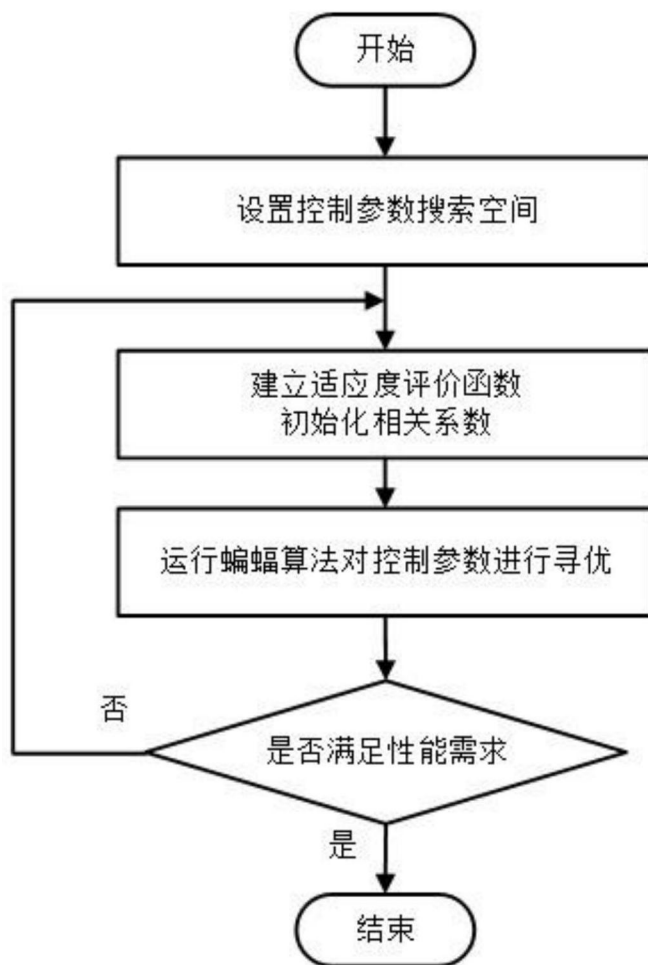 开始
设置控制参数搜索空间
建立适应度评价函数
初始化相关系数
运行蝙蝠算法对控制参数进行寻优
否
是否满足性能需求
是
结束